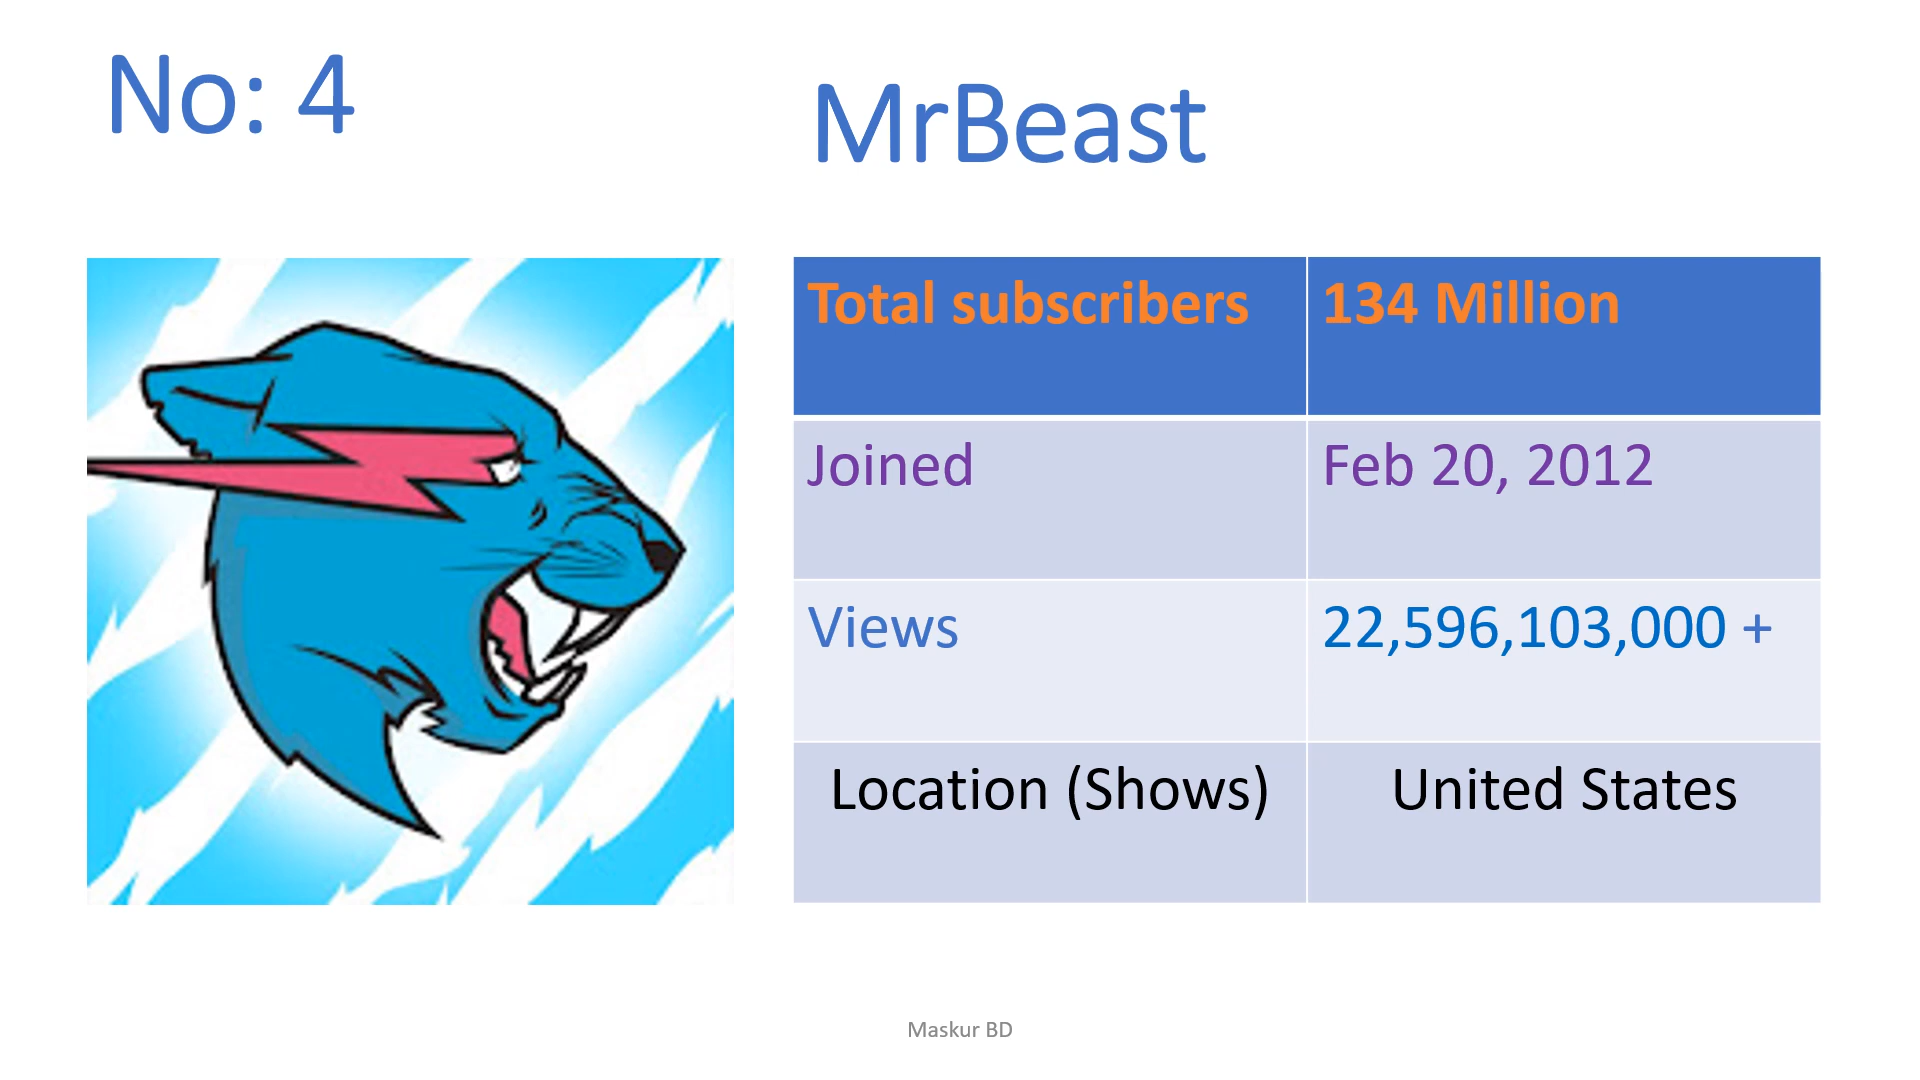 No: 4
MrBeast
Total subscribers 134 Million
Joined Feb 20, 2012
Views 22,596,103,000 +
Location (Shows) United States
Maskur BD